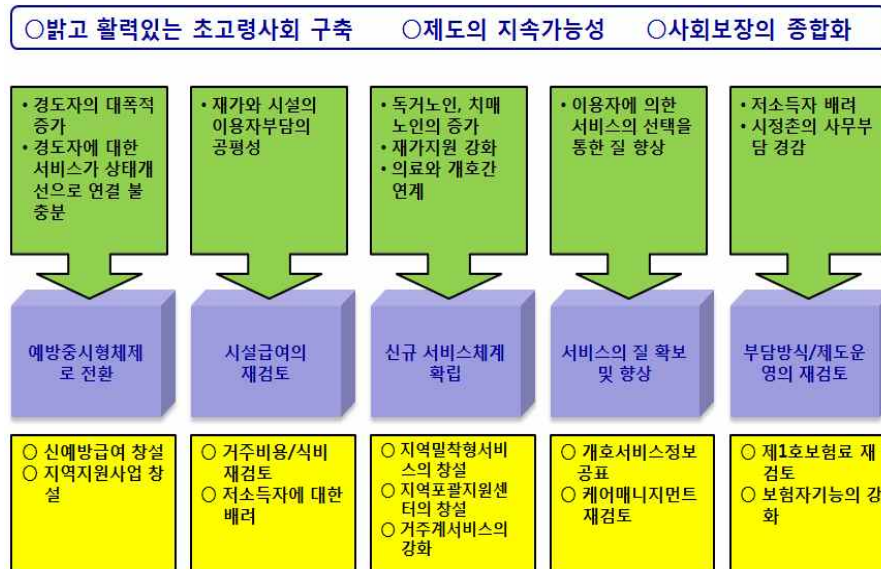 ○밝고 활력있는 초고령사회 구축 ○제도의 지속가능성 ○사회보장의 종합화
• 경도자의 대폭적
증가
• 경도자에 대한
서비스가 상태개
선으로 연결 불
충분
• 재가와 시설의
이용자부담의
공평성
• 독거노인, 치매
노인의 증가
• 재가지원 강화
• 의료와 개호간
연계
• 이용자에 의한
서비스의 선택을
통한 질 향상
• 저소득자 배려
• 시정촌의 사무부
담 경감
예방중시형체제
로 전환
시설급여의
재검토
신규 서비스체계
확립
서비스의 질 확보
및 향상
부담방식/제도운
영의 재검토
○ 신예방급여 창설
○ 지역지원사업 창
설
○ 거주비용/식비
재검토
○ 저소득자에 대한
배려
○ 지역밀착형서비
스의 창설
○ 지역포괄지원센
터의 창설
○ 거주계서비스의
강화
○ 개호서비스정보
공표
○ 케어매니지먼트
재검토
○ 제1호보험료 재
검토
○ 보험자기능의 강
화